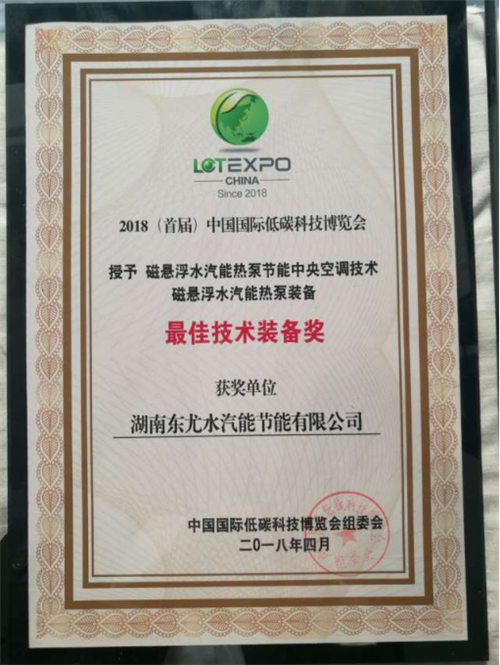 LCTEXPO
CHINA
Since 2018
2018（首届）中国国际低碳科技博览会
授予 磁悬浮水汽能热泵节能中央空调技术
磁悬浮水汽能热泵装备
最佳技术装备奖
获奖单位
湖南东尤水汽能节能有限公司
中国国际低碳科技博览会组委会
二0一八年四月